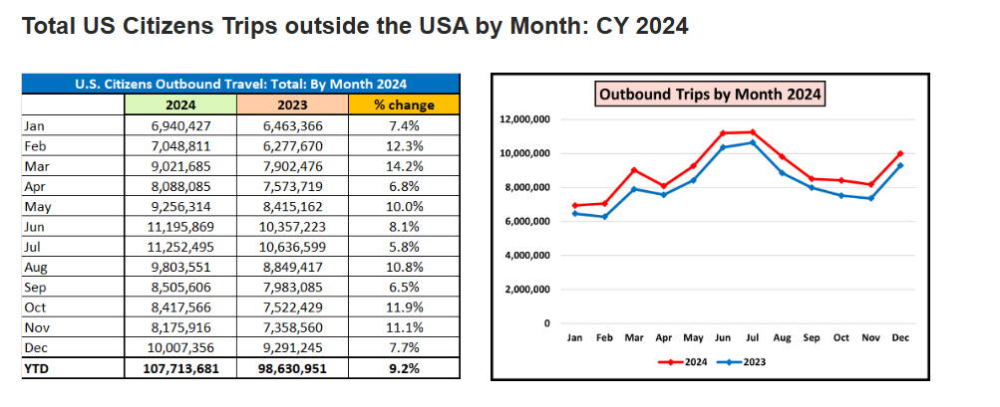 Total US Citizens Trips outside the USA by Month: CY 2024
U.S. Citizens Outbound Travel: Total: By Month 2024
2024 2023 % change
Jan 6,940,427 6,463,366 7.4%
Feb 7,048,811 6,277,670 12.3%
Mar 9,021,685 7,902,476 14.2%
Apr 8,088,085 7,573,719 6.8%
May 9,256,314 8,415,162 10.0%
Jun 11,195,869 10,357,223 8.1%
Jul 11,252,495 10,636,599 5.8%
Aug 9,803,551 8,849,417 10.8%
Sep 8,505,606 7,983,085 6.5%
Oct 8,417,566 7,522,429 11.9%
Nov 8,175,916 7,358,560 11.1%
Dec 10,007,356 9,291,245 7.7%
YTD 107,713,681 98,630,951 9.2%
Outbound Trips by Month 2024
12,000,000
10,000,000
8,000,000
6,000,000
4,000,000
2,000,000
0
Jan Feb Mar Apr May Jun Jul Aug Sep Oct Nov Dec
2024 2023